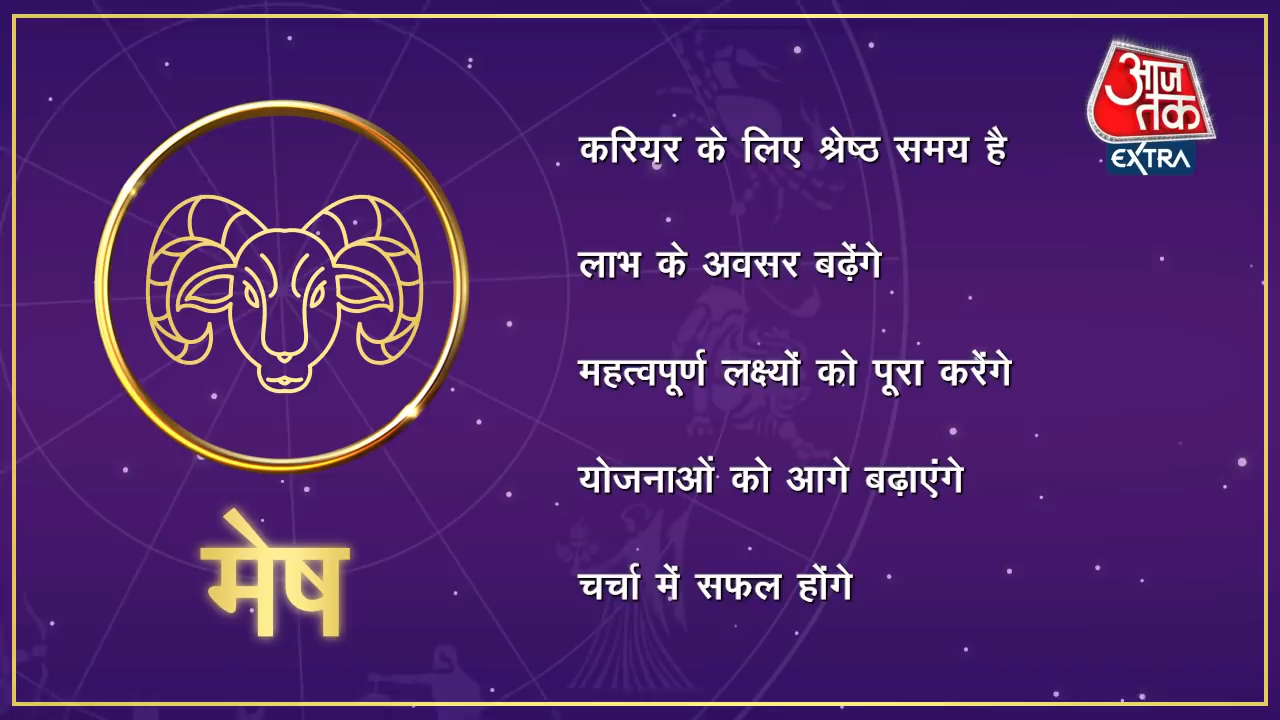 आज
तक
EXTRA
करियर के लिए श्रेष्ठ समय है
लाभ के अवसर बढ़ेंगे
महत्वपूर्ण लक्ष्यों को पूरा करेंगे
योजनाओं को आगे बढ़ाएंगे
चर्चा में सफल होंगे
मेष